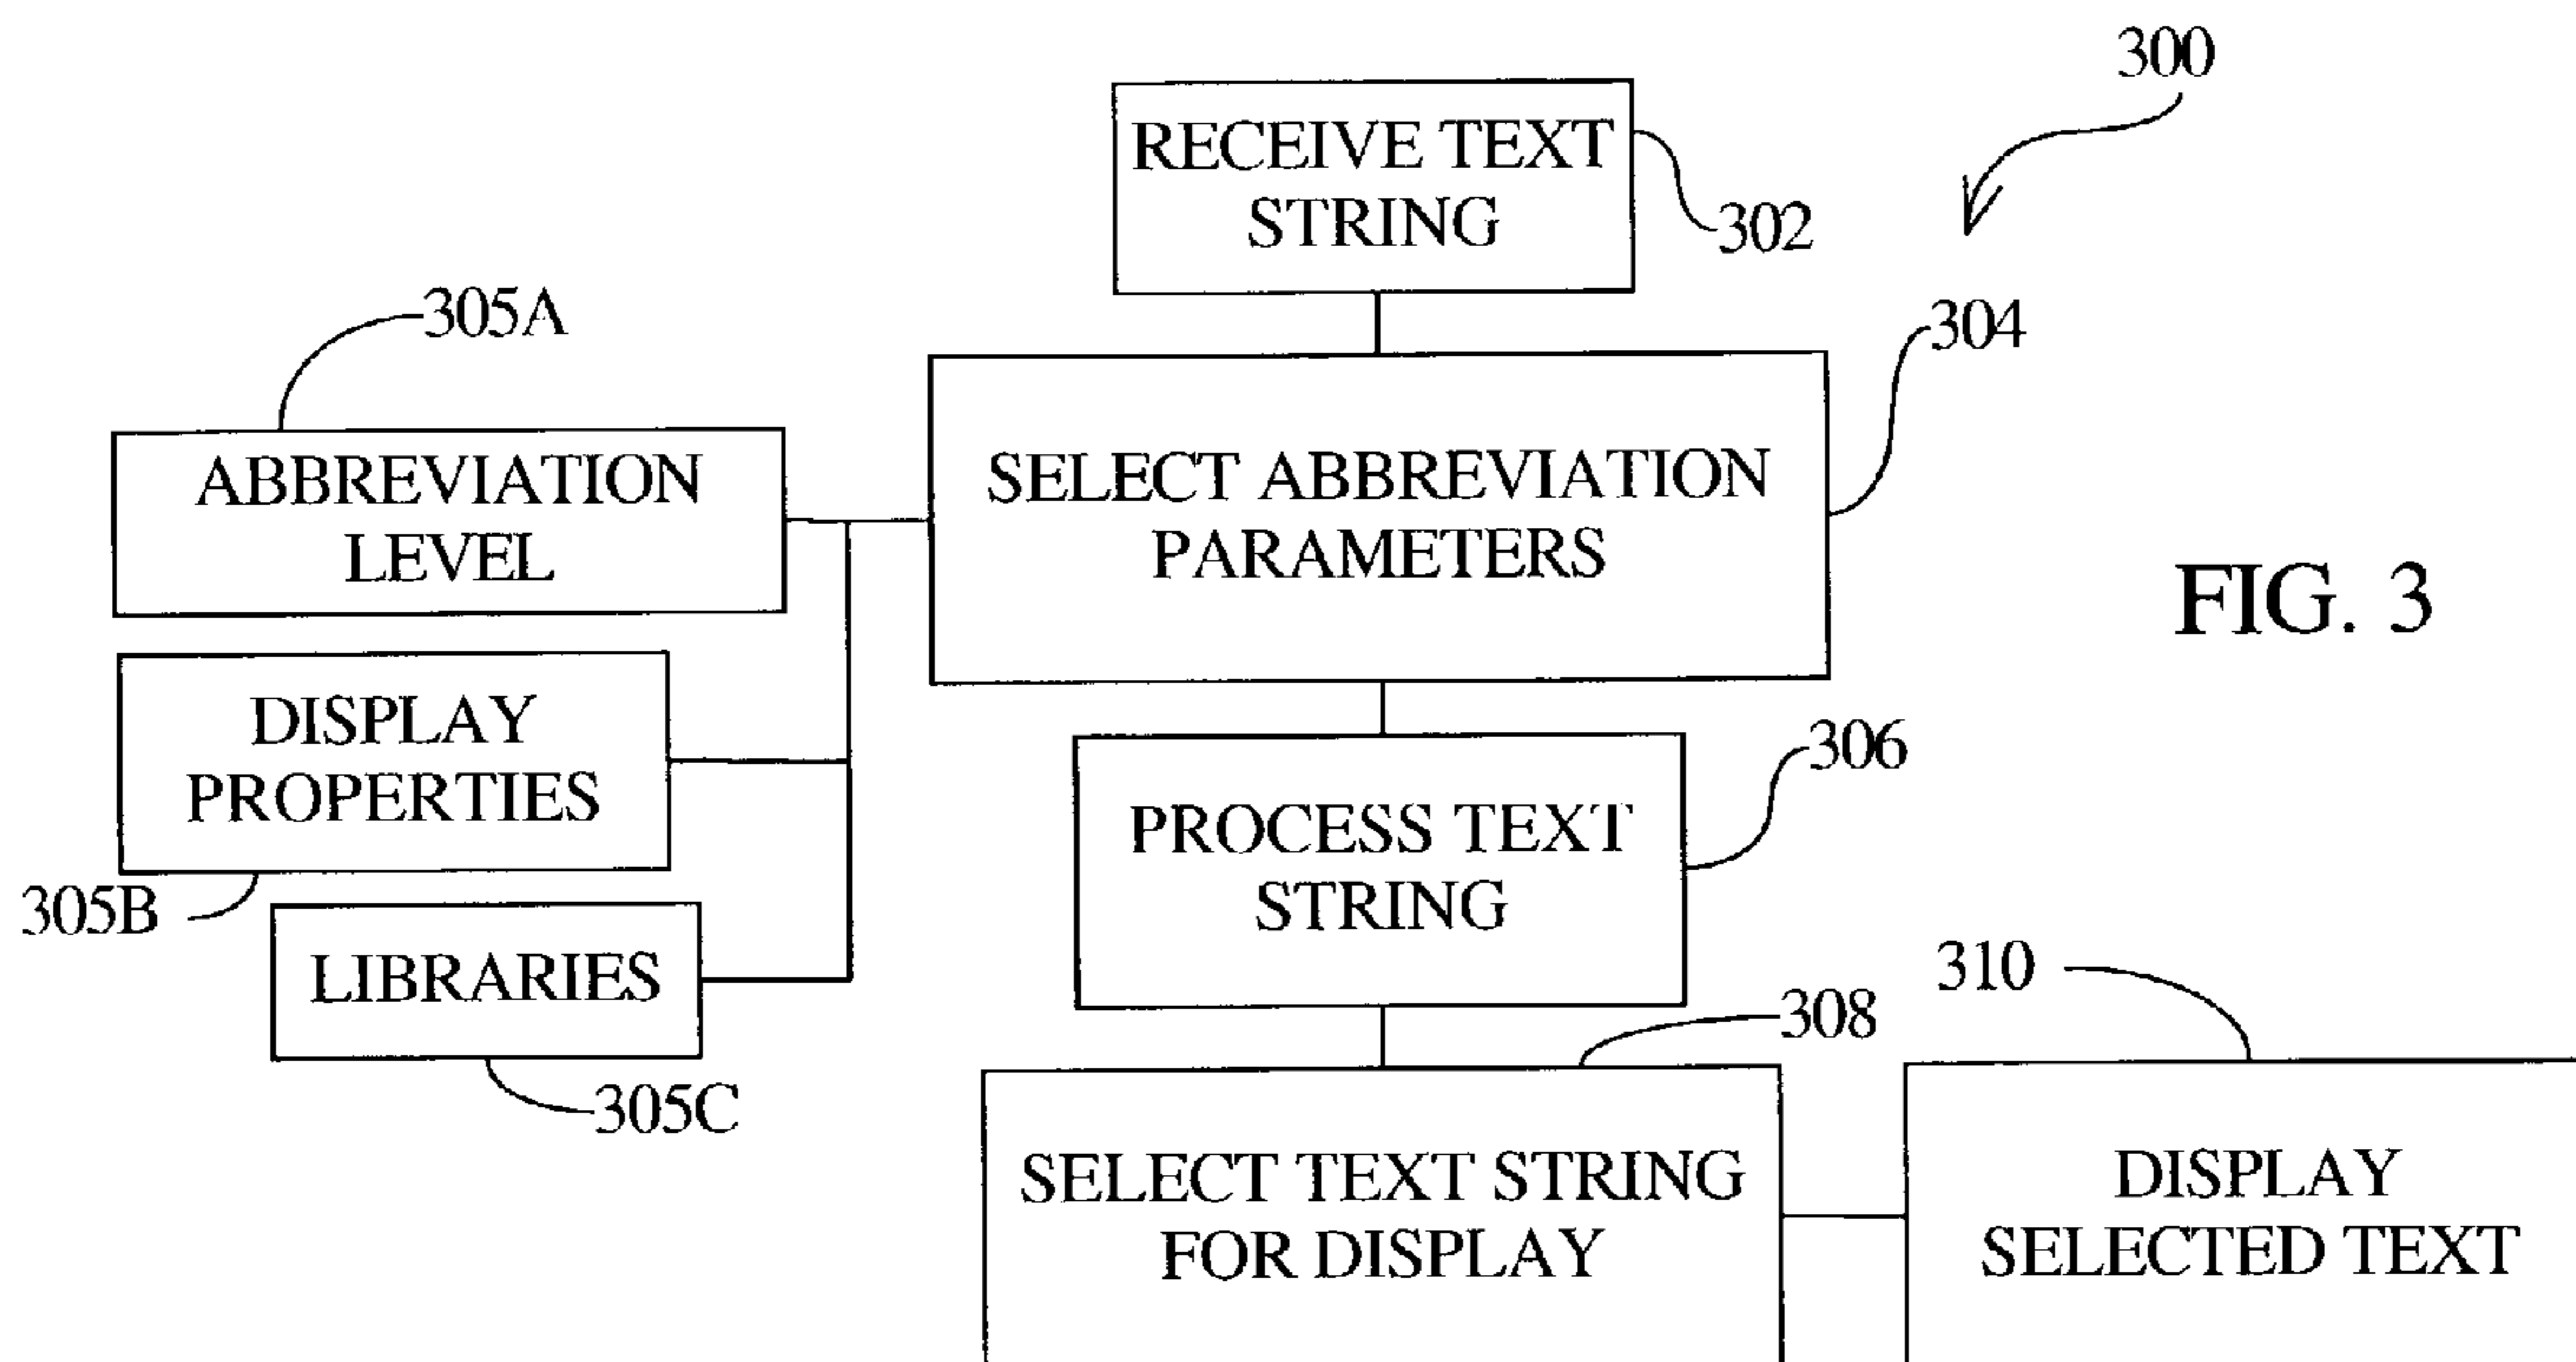 300
RECEIVE TEXT
STRING
302
305A
304
ABBREVIATION
LEVEL
SELECT ABBREVIATION
PARAMETERS
FIG. 3
DISPLAY
PROPERTIES
305B
306
PROCESS TEXT
STRING
LIBRARIES
305C
310
308
SELECT TEXT STRING
FOR DISPLAY
DISPLAY
SELECTED TEXT